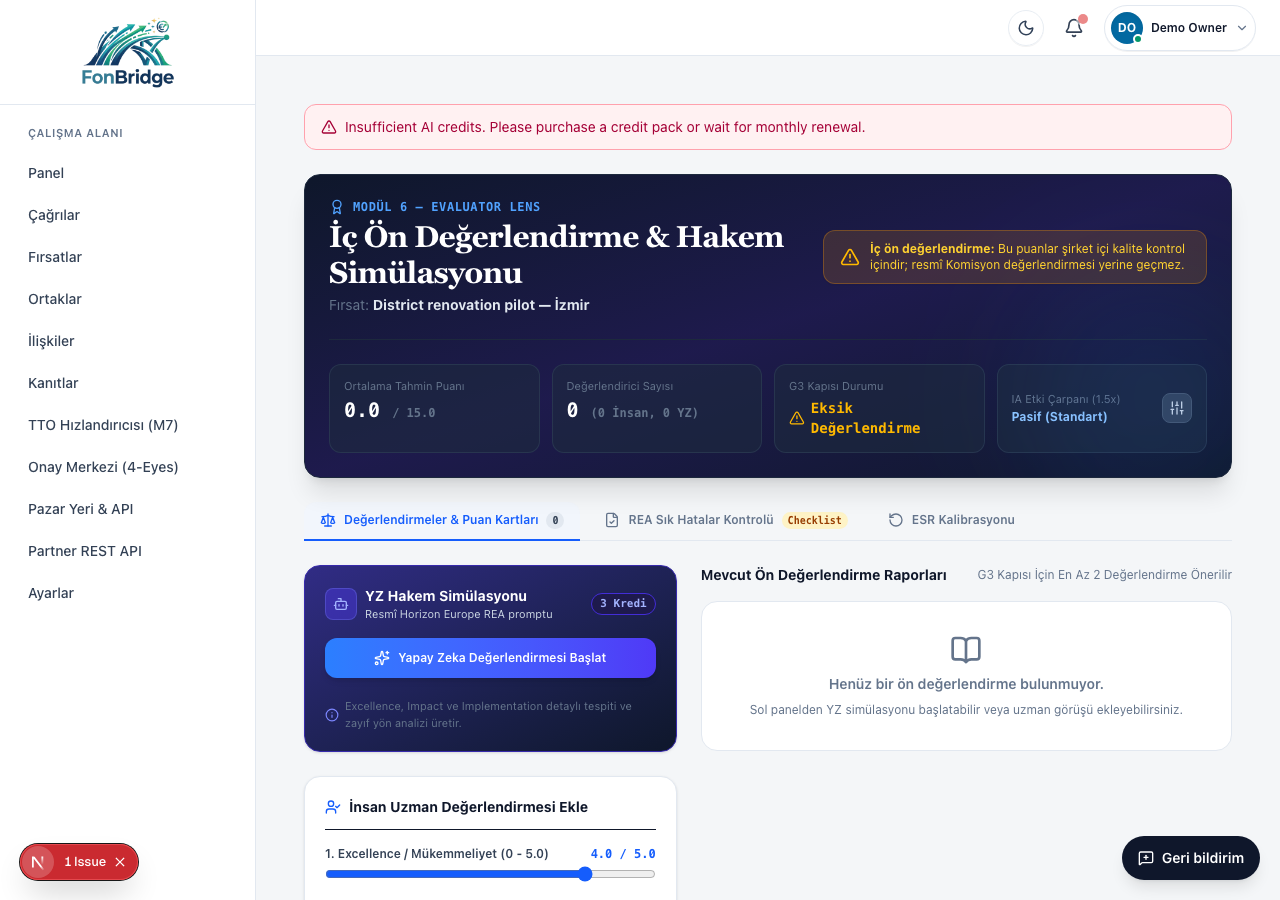 FonBridge
DO
Demo Owner
ÇALIŞMA ALANI
Panel
Çağrılar
Fırsatlar
Ortaklar
İlişkiler
Kanıtlar
TTO Hızlandırıcısı (M7)
Onay Merkezi (4-Eyes)
Pazar Yeri & API
Partner REST API
Ayarlar
N
1 Issue
Insufficient AI credits. Please purchase a credit pack or wait for monthly renewal.
MODÜL 6 — EVALUATOR LENS
İç Ön Değerlendirme & Hakem
Simülasyonu
Fırsat: District renovation pilot — İzmir
İç ön değerlendirme: Bu puanlar şirket içi kalite kontrol
içindir; resmî Komisyon değerlendirmesi yerine geçmez.
Ortalama Tahmin Puanı
0.0 / 15.0
Değerlendirici Sayısı
0 (0 İnsan, 0 YZ)
G3 Kapısı Durumu
Eksik
Değerlendirme
IA Etki Çarpanı (1.5x)
Pasif (Standart)
Değerlendirmeler & Puan Kartları 0
REA Sık Hatalar Kontrolü Checklist
ESR Kalibrasyonu
YZ Hakem Simülasyonu
Resmî Horizon Europe REA promptu
3 Kredi
Yapay Zeka Değerlendirmesi Başlat
Excellence, Impact ve Implementation detaylı tespiti ve
zayıf yön analizi üretir.
Mevcut Ön Değerlendirme Raporları
G3 Kapısı İçin En Az 2 Değerlendirme Önerilir
Henüz bir ön değerlendirme bulunmuyor.
Sol panelden YZ simülasyonu başlatabilir veya uzman görüşü ekleyebilirsiniz.
İnsan Uzman Değerlendirmesi Ekle
1. Excellence / Mükemmeliyet (0 - 5.0)
4.0 / 5.0
Geri bildirim